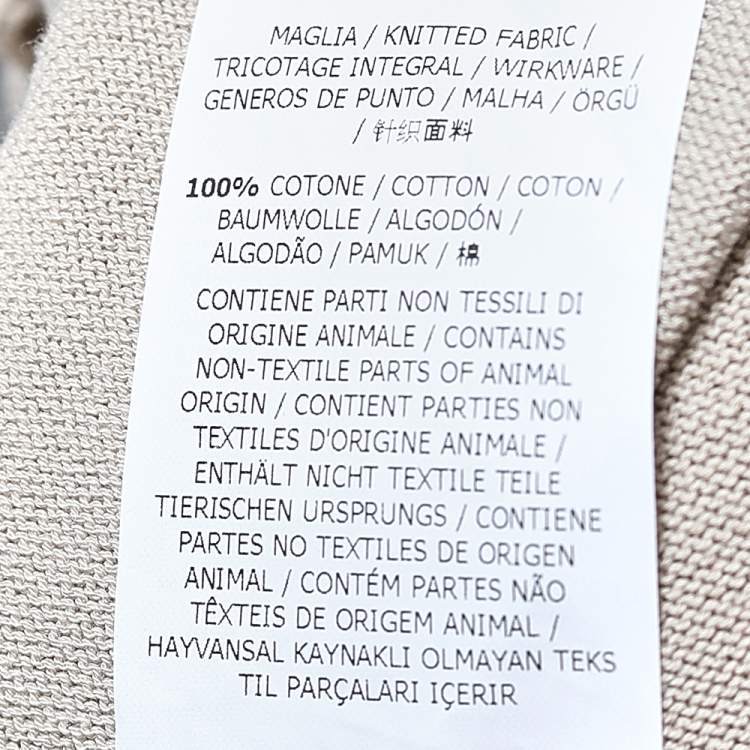 MAGLIA / KNITTED FABRIC /
TRICOTAGE INTEGRAL / WIRKWARE /
GENEROS DE PUNTO / MALHA / ÖRGÜ
/ 针织面料
100% COTONE / COTTON / COTON /
BAUMWOLLE / ALGODÓN /
ALGODÃO / PAMUK / 棉
CONTIENE PARTI NON TESSILI DI
ORIGINE ANIMALE / CONTAINS
NON-TEXTILE PARTS OF ANIMAL
ORIGIN / CONTIENT PARTIES NON
TEXTILES D'ORIGINE ANIMALE /
ENTHÄLT NICHT TEXTILE TEILE
TIERISCHEN URSPRUNGS / CONTIENE
PARTES NO TEXTILES DE ORIGEN
ANIMAL / CONTÉM PARTES NÃO
TÊXTEIS DE ORIGEM ANIMAL /
HAYVANSAL KAYNAKLI OLMAYAN TEKS
TIL PARÇALARI IÇERIR